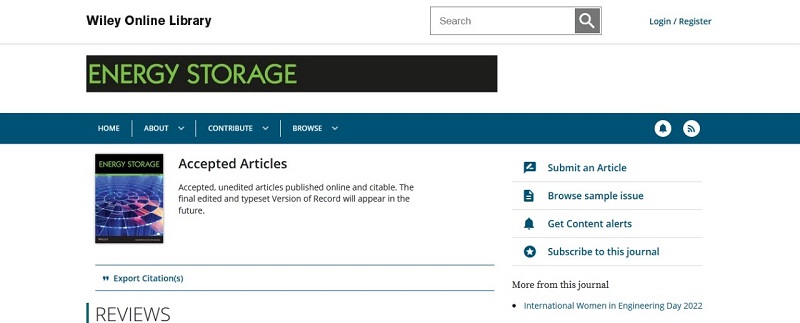 Wiley Online Library
Search
Login / Register
ENERGY STORAGE
HOME
ABOUT
CONTRIBUTE
BROWSE
ENERGY STORAGE
Accepted Articles
Accepted, unedited articles published online and citable. The
final edited and typeset Version of Record will appear in the
future.
Submit an Article
Browse sample issue
Get Content alerts
Subscribe to this journal
Export Citation(s)
More from this journal
International Women in Engineering Day 2022
REVIEWS